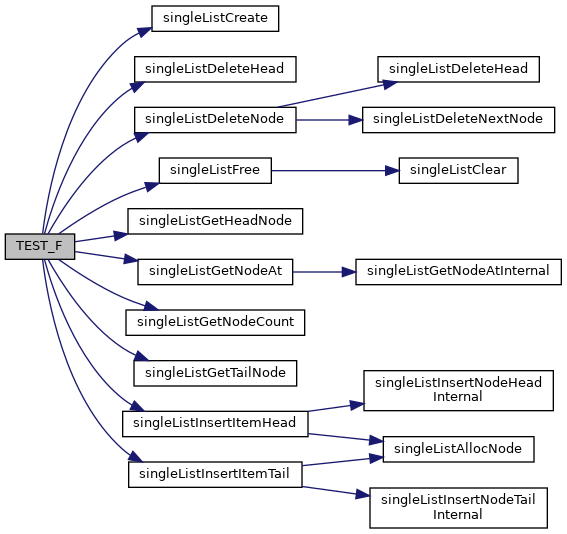 singleListCreate
singleListDeleteHead
singleListDeleteHead
singleListDeleteNode
singleListDeleteNextNode
singleListFree
singleListClear
singleListGetHeadNode
TEST_F
singleListGetNodeAt
singleListGetNodeAtInternal
singleListGetNodeCount
singleListGetTailNode
singleListInsertNodeHead
Internal
singleListInsertItemHead
singleListAllocNode
singleListInsertItemTail
singleListInsertNodeTail
Internal